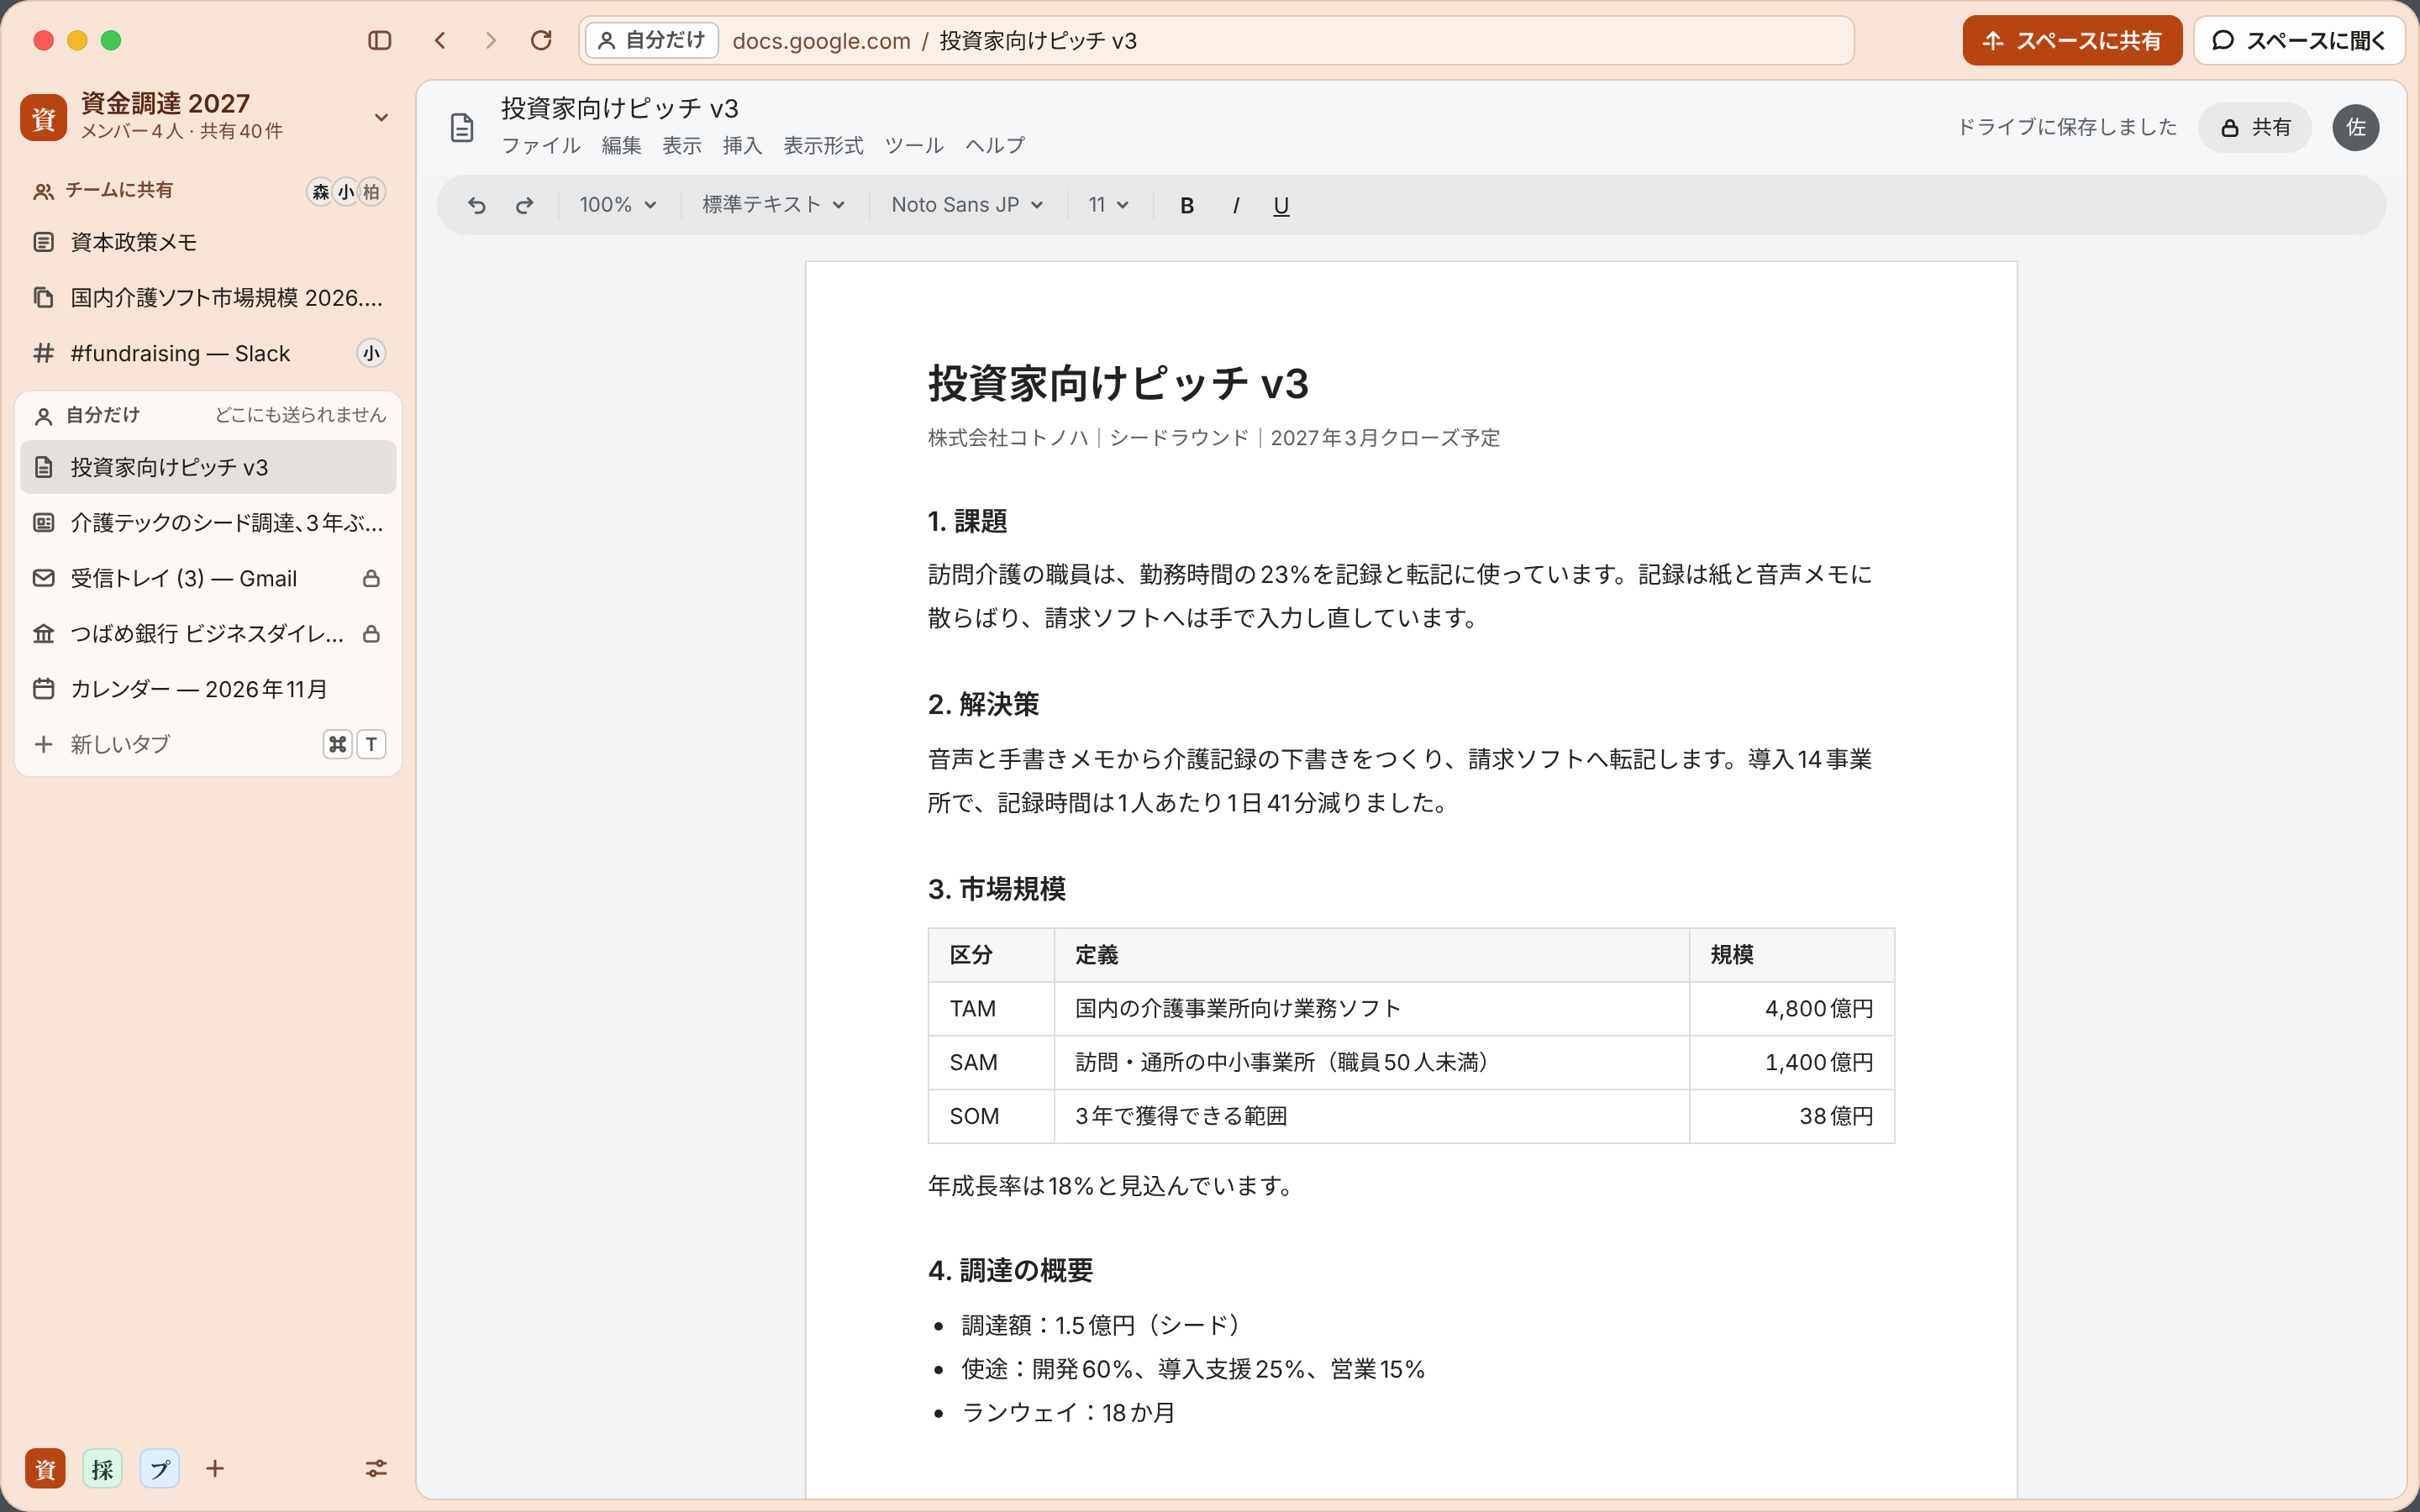 自分だけ
docs.google.com / 投資家向けピッチ v3
スペースに共有
スペースに聞く
資
資金調達 2027
メンバー4人 · 共有40件
チームに共有
森 小 柏
資本政策メモ
国内介護ソフト市場規模 2026....
#fundraising — Slack
小
自分だけ
どこにも送られません
投資家向けピッチ v3
介護テックのシード調達、3年ぶ...
受信トレイ (3) — Gmail
つばめ銀行 ビジネスダイレ...
カレンダー — 2026年11月
新しいタブ
⌘ T
資 採 プ
投資家向けピッチ v3
ファイル 編集 表示 挿入 表示形式 ツール ヘルプ
ドライブに保存しました
共有
佐
100% 標準テキスト Noto Sans JP 11 B I U
投資家向けピッチ v3
株式会社コトノハ｜シードラウンド｜2027年3月クローズ予定
1. 課題
訪問介護の職員は、勤務時間の23%を記録と転記に使っています。記録は紙と音声メモに
散らばり、請求ソフトへは手で入力し直しています。
2. 解決策
音声と手書きメモから介護記録の下書きをつくり、請求ソフトへ転記します。導入14事業
所で、記録時間は1人あたり1日41分減りました。
3. 市場規模
区分 定義 規模
TAM 国内の介護事業所向け業務ソフト 4,800億円
SAM 訪問・通所の中小事業所（職員50人未満） 1,400億円
SOM 3年で獲得できる範囲 38億円
年成長率は18%と見込んでいます。
4. 調達の概要
• 調達額：1.5億円（シード）
• 使途：開発60%、導入支援25%、営業15%
• ランウェイ：18か月